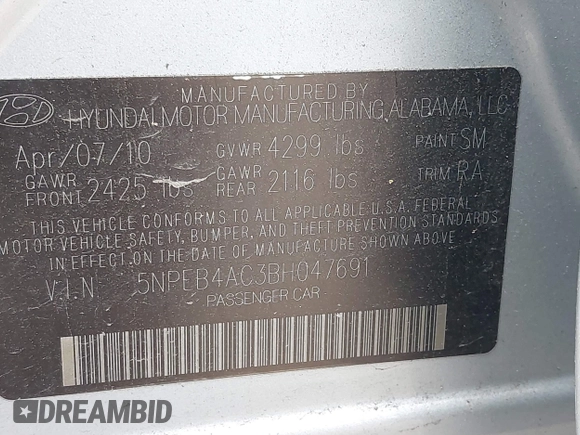 MANUFACTURED BY
HYUNDAI MOTOR MANUFACTURING, ALABAMA, LLC
Apr/07/10 GVWR 4299 lbs PAINT SM
GAWR FRONT 2425 lbs GAWR REAR 2116 lbs TRIM RA
THIS VEHICLE CONFORMS TO ALL APPLICABLE U.S.A. FEDERAL
MOTOR VEHICLE SAFETY, BUMPER, AND THEFT PREVENTION STANDARDS
IN EFFECT ON THE DATE OF MANUFACTURE SHOWN ABOVE.
V.I.N. 5NPEB4AC3BH047691
PASSENGER CAR
DREAMBID